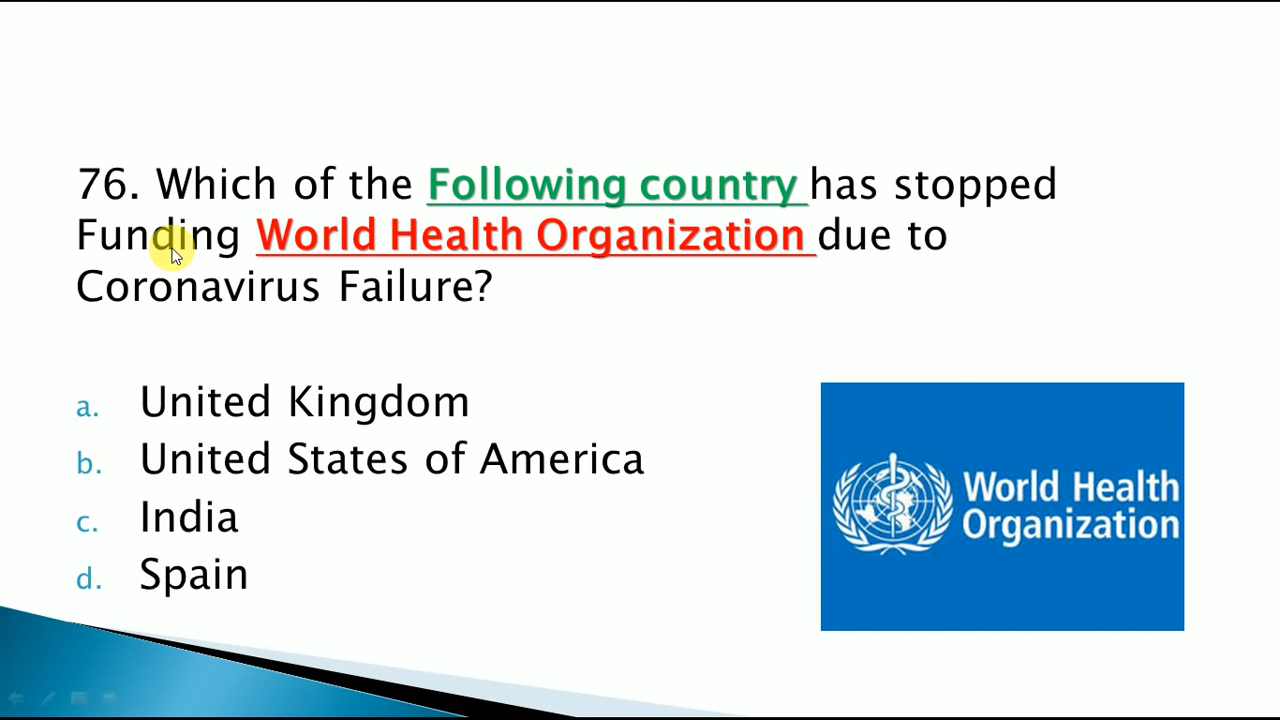 76. Which of the Following country has stopped
Funding World Health Organization due to
Coronavirus Failure?
a. United Kingdom
b. United States of America
c. India
d. Spain
World Health
Organization